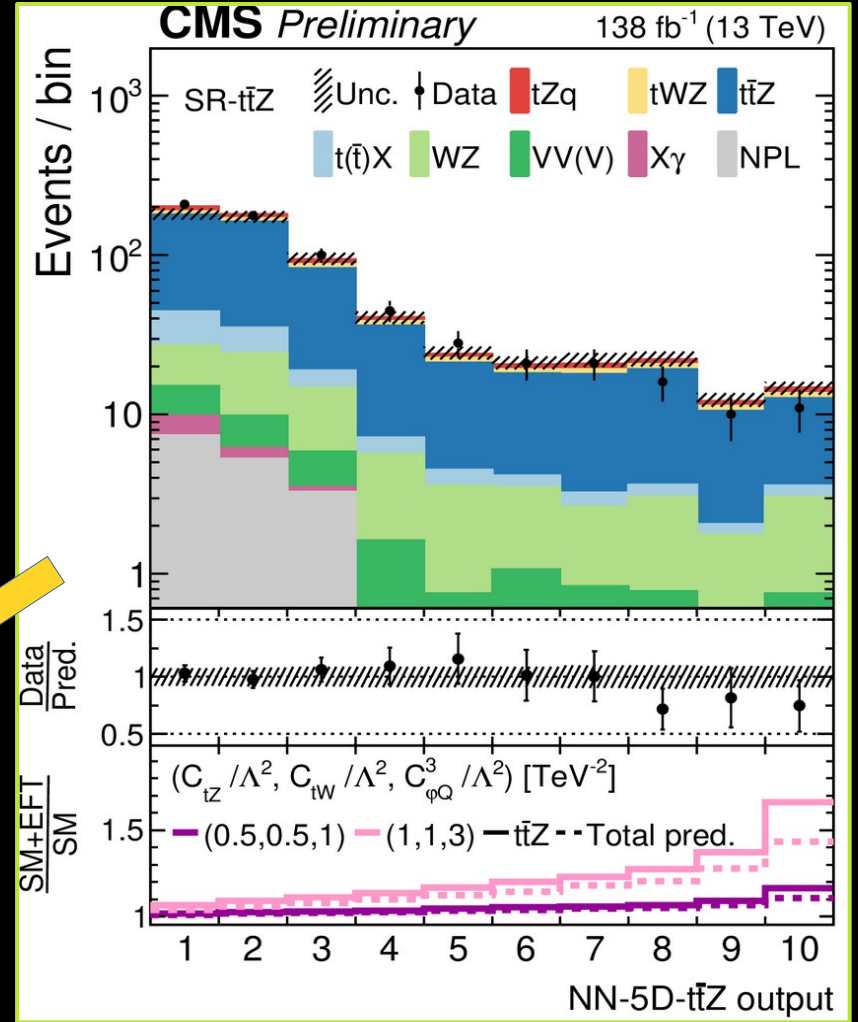 CMS Preliminary 138 fb⁻¹ (13 TeV)
Events / bin
10³
10²
10
1
SR-tt̄Z Unc. Data tZq tWZ tt̄Z
t(t̄)X WZ VV(V) Xγ NPL
Data
Pred.
1.5
1
0.5
SM+EFT
SM
1.5
1
(C_tZ /Λ², C_tW /Λ², C³_φQ /Λ²) [TeV⁻²]
(0.5,0.5,1) (1,1,3) tt̄Z Total pred.
1 2 3 4 5 6 7 8 9 10
NN-5D-tt̄Z output